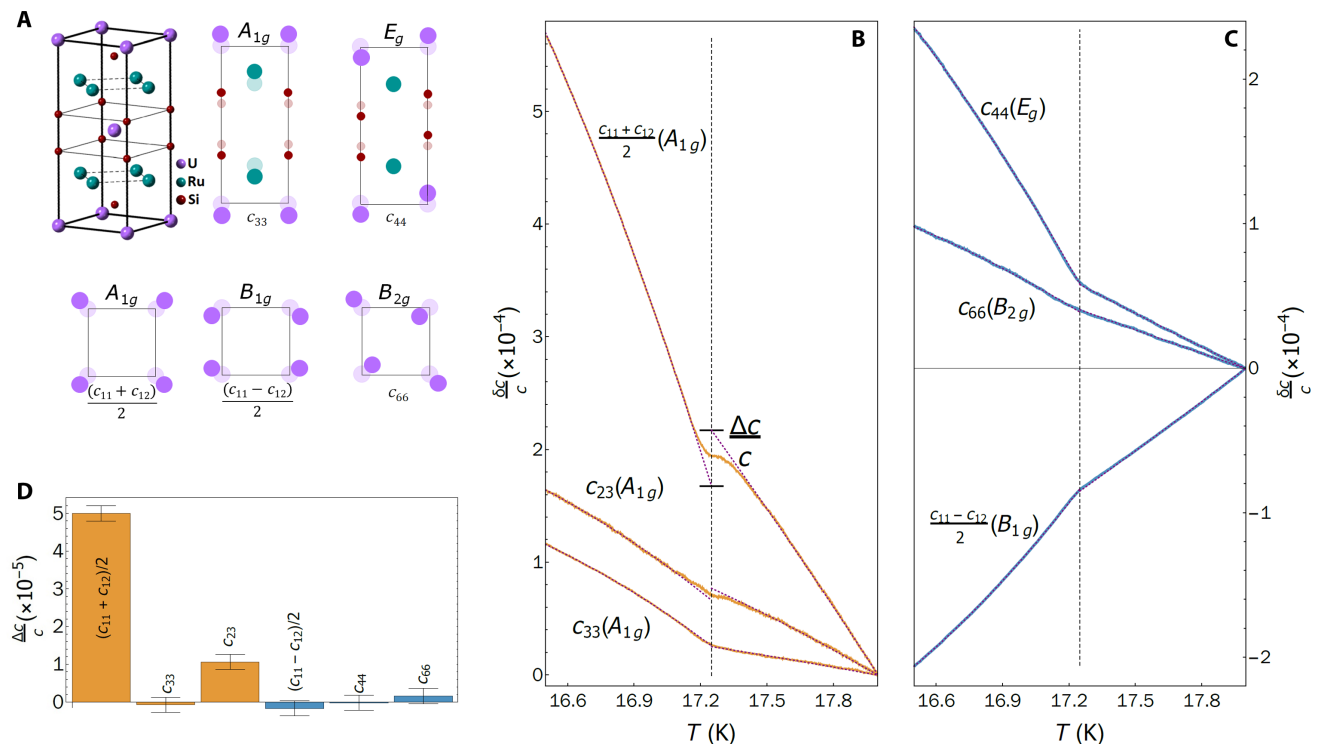 A
U
Ru
Si
A1g
c33
Eg
c44
A1g
(c11 + c12)
2
B1g
(c11 − c12)
2
B2g
c66
B
δc/c (×10⁻⁴)
5
4
3
2
1
0
16.6 16.9 17.2 17.5 17.8
T (K)
c11 + c12
2
(A1g)
Δc
c
c23(A1g)
c33(A1g)
C
δc/c (×10⁻⁴)
2
1
0
−1
−2
16.6 16.9 17.2 17.5 17.8
T (K)
c44(Eg)
c66(B2g)
c11 − c12
2
(B1g)
D
Δc/c (×10⁻⁵)
5
4
3
2
1
0
(c11 + c12)/2
c33
c23
(c11 − c12)/2
c44
c66